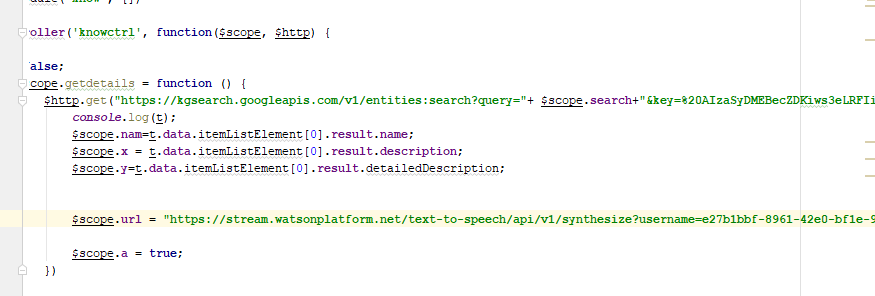 oller('knowctrl', function($scope, $http) {
alse;
cope.getdetails = function () {
$http.get("https://kgsearch.googleapis.com/v1/entities:search?query="+ $scope.search+"&key=%20AIzaSyDMEBecZDKiws3eLRFIi
console.log(t);
$scope.nam=t.data.itemListElement[0].result.name;
$scope.x = t.data.itemListElement[0].result.description;
$scope.y=t.data.itemListElement[0].result.detailedDescription;
$scope.url = "https://stream.watsonplatform.net/text-to-speech/api/v1/synthesize?username=e27b1bbf-8961-42e0-bf1e-9
$scope.a = true;
})